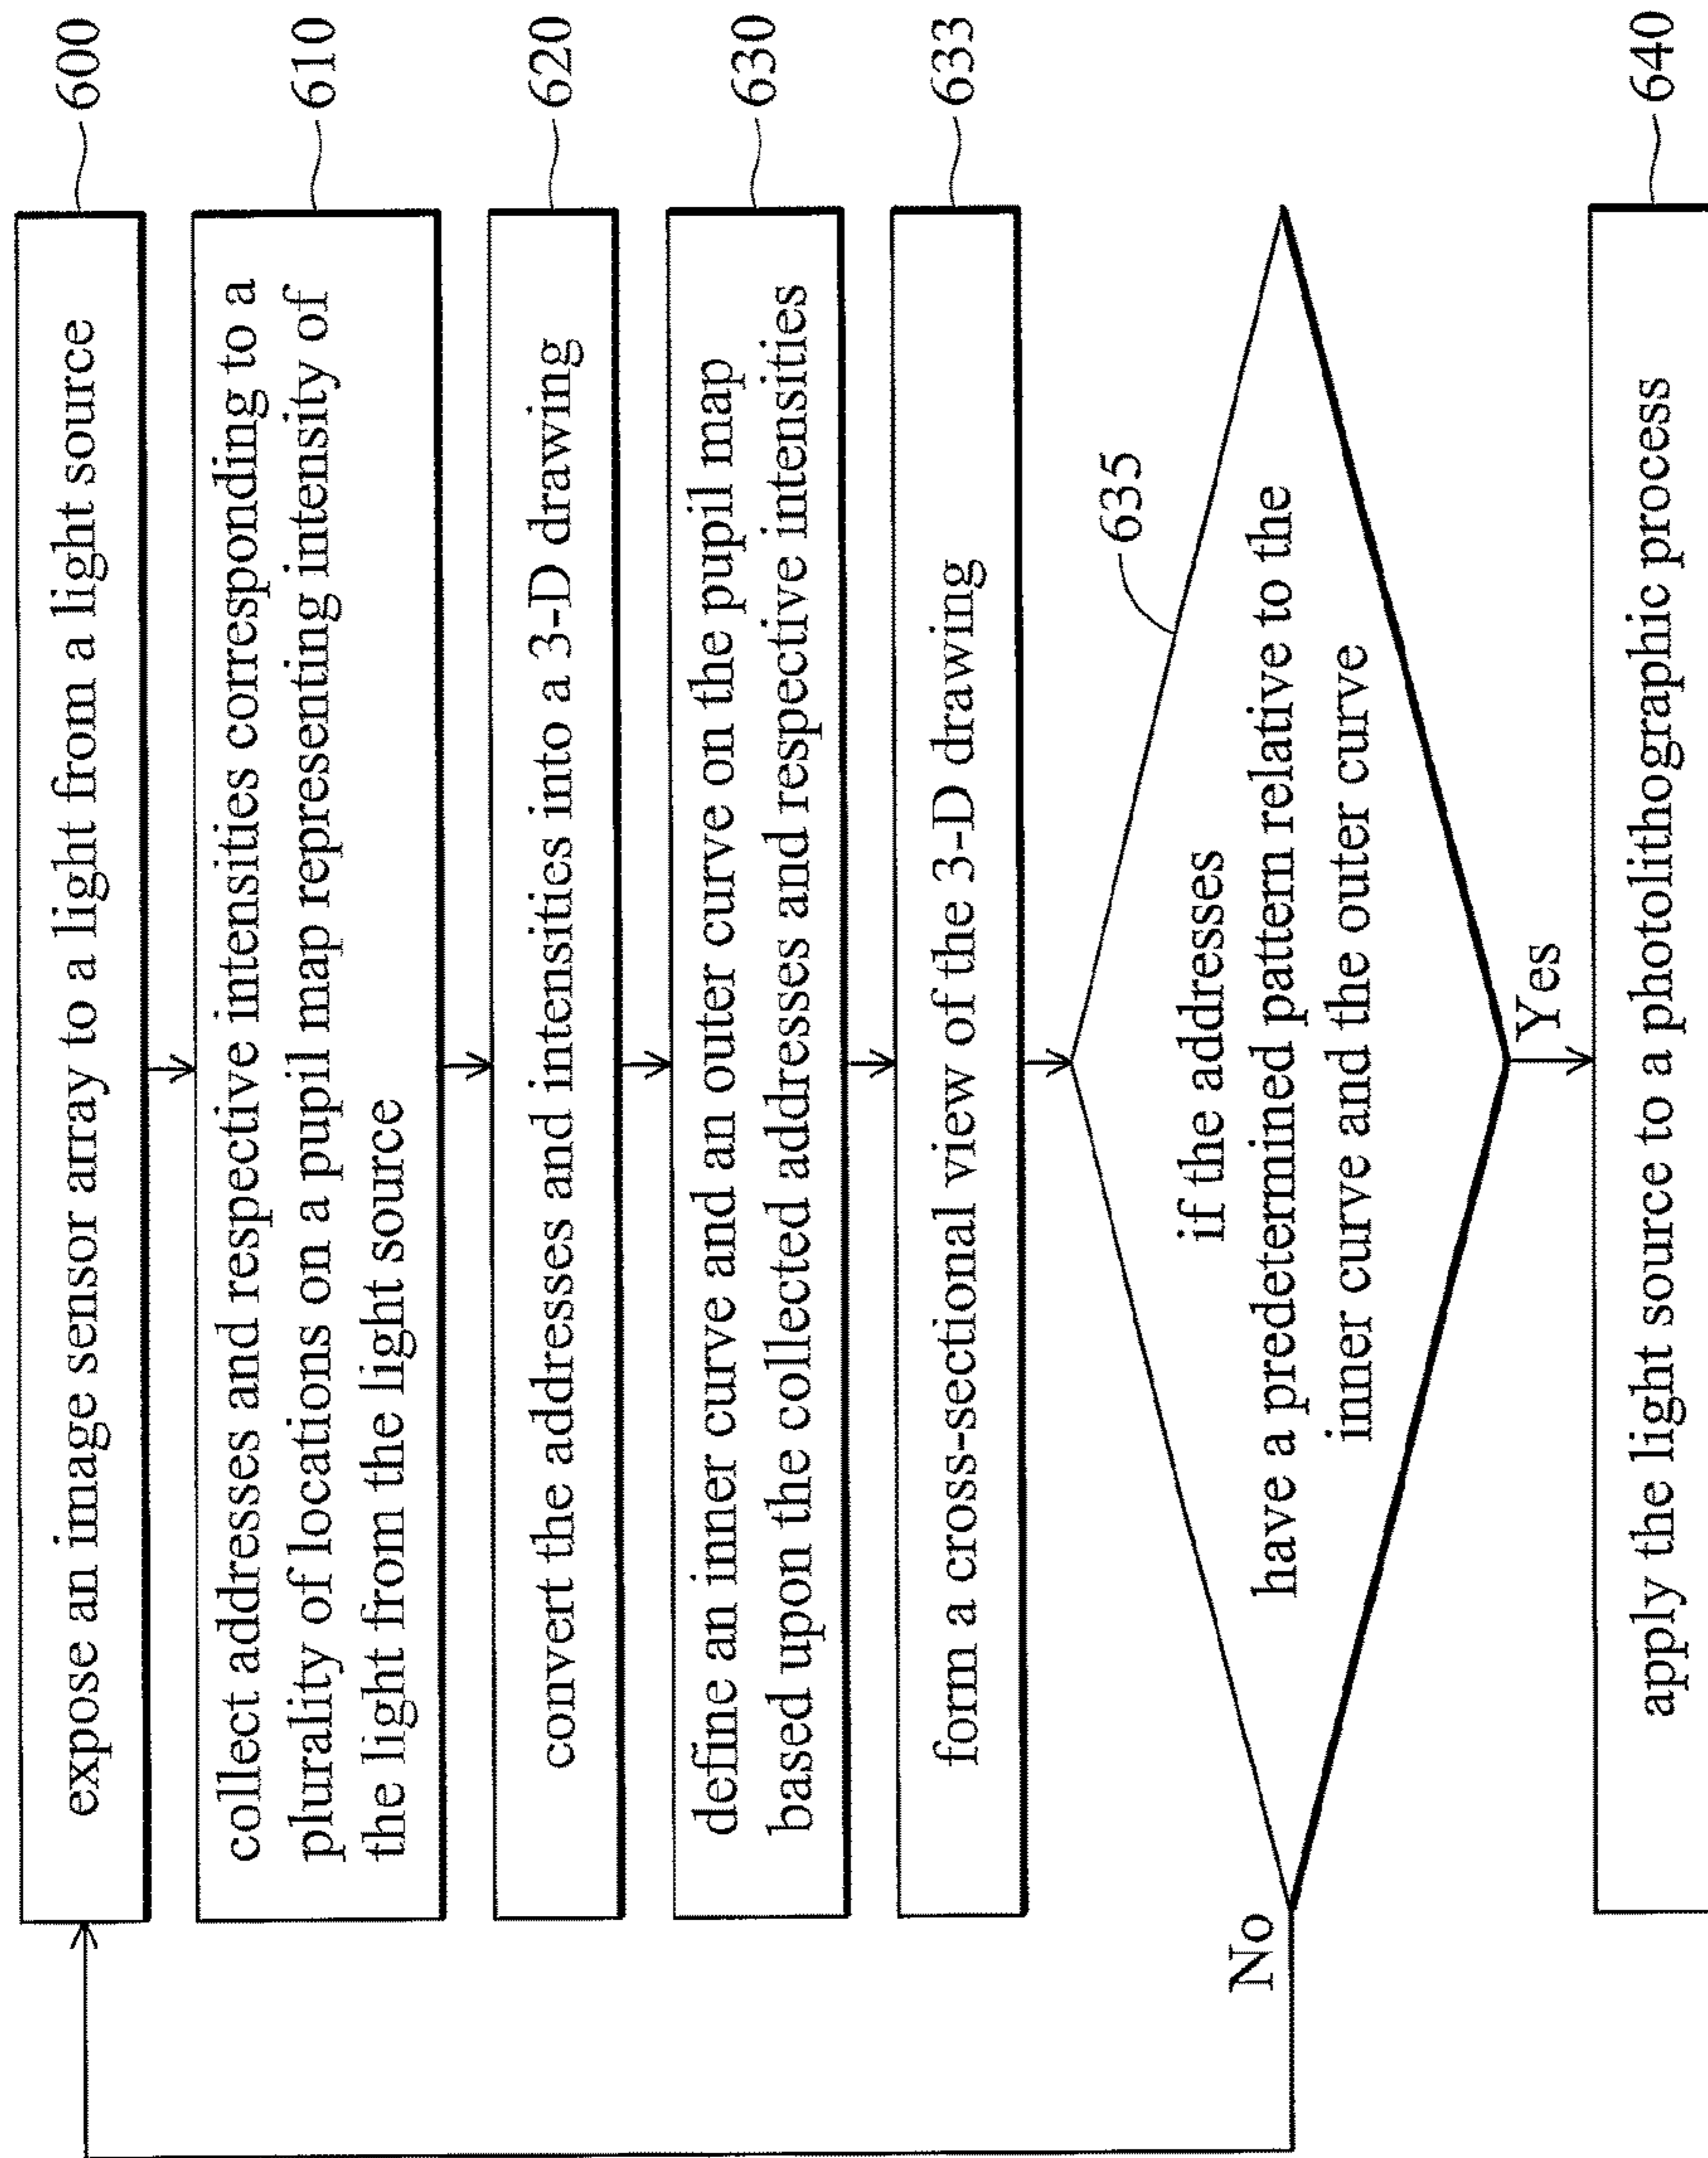 expose an image sensor array to a light from a light source
600
collect addresses and respective intensities corresponding to a
plurality of locations on a pupil map representing intensity of
the light from the light source
610
convert the addresses and intensities into a 3-D drawing
620
define an inner curve and an outer curve on the pupil map
based upon the collected addresses and respective intensities
630
form a cross-sectional view of the 3-D drawing
633
635
if the addresses
have a predetermined pattern relative to the
inner curve and the outer curve
No
Yes
apply the light source to a photolithographic process
640